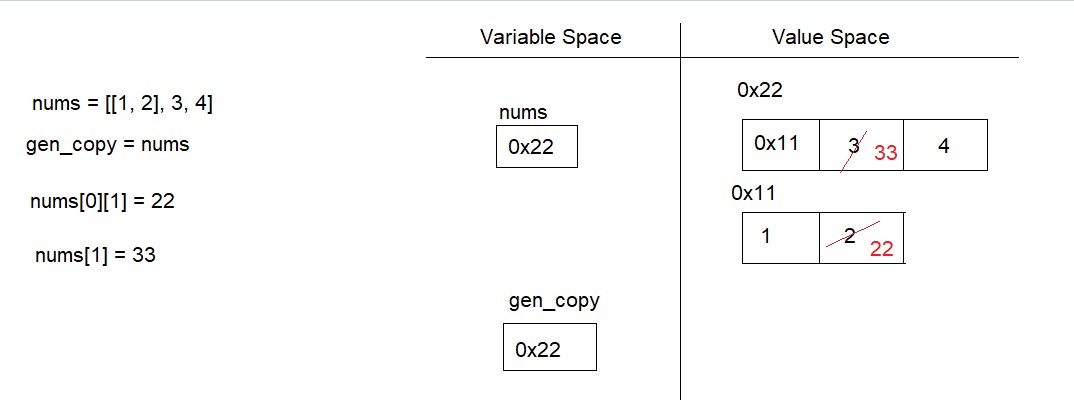 Variable Space
Value Space
nums = [[1, 2], 3, 4]
gen_copy = nums
nums[0][1] = 22
nums[1] = 33
nums
0x22
gen_copy
0x22
0x22
0x11 3 33 4
0x11
1 2 22